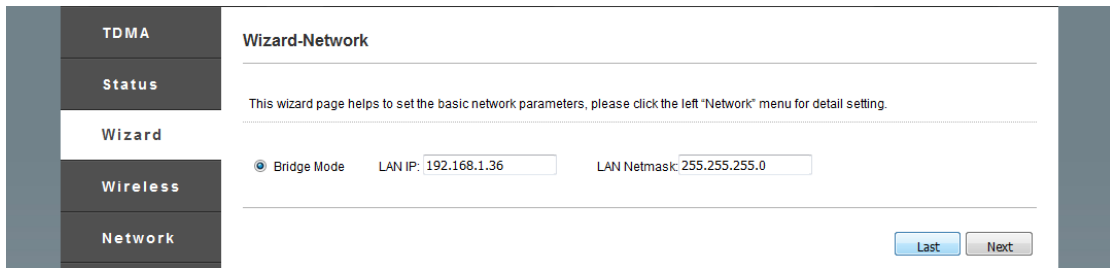 TDMA
Status
Wizard
Wireless
Network
Wizard-Network
This wizard page helps to set the basic network parameters, please click the left “Network” menu for detail setting.
Bridge Mode LAN IP: 192.168.1.36 LAN Netmask: 255.255.255.0
Last Next